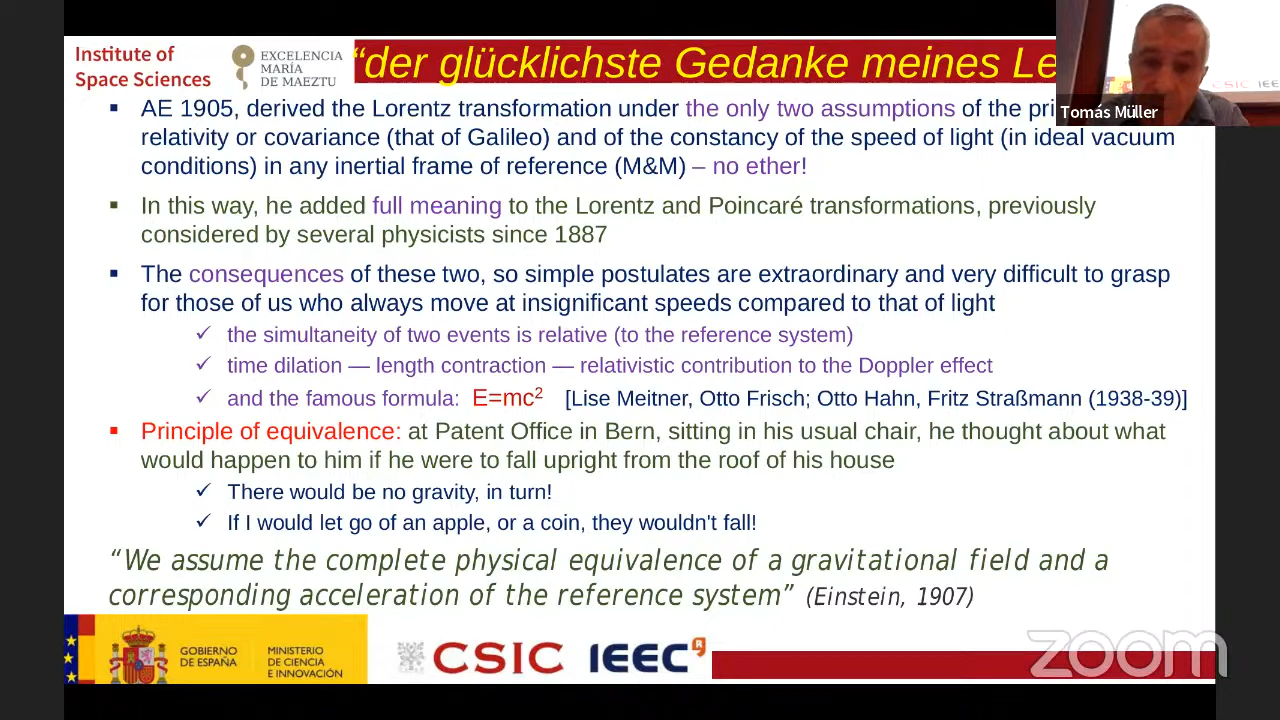 Institute of
Space Sciences
EXCELENCIA
MARÍA
DE MAEZTU
“der glücklichste Gedanke meines Le
Tomás Müller
▪ AE 1905, derived the Lorentz transformation under the only two assumptions of the pri
relativity or covariance (that of Galileo) and of the constancy of the speed of light (in ideal vacuum
conditions) in any inertial frame of reference (M&M) – no ether!
▪ In this way, he added full meaning to the Lorentz and Poincaré transformations, previously
considered by several physicists since 1887
▪ The consequences of these two, so simple postulates are extraordinary and very difficult to grasp
for those of us who always move at insignificant speeds compared to that of light
✓ the simultaneity of two events is relative (to the reference system)
✓ time dilation — length contraction — relativistic contribution to the Doppler effect
✓ and the famous formula: E=mc² [Lise Meitner, Otto Frisch; Otto Hahn, Fritz Straßmann (1938-39)]
▪ Principle of equivalence: at Patent Office in Bern, sitting in his usual chair, he thought about what
would happen to him if he were to fall upright from the roof of his house
✓ There would be no gravity, in turn!
✓ If I would let go of an apple, or a coin, they wouldn't fall!
“We assume the complete physical equivalence of a gravitational field and a
corresponding acceleration of the reference system” (Einstein, 1907)
GOBIERNO
DE ESPAÑA
MINISTERIO
DE CIENCIA
E INNOVACIÓN
CSIC
IEEC
zoom
CSIC IEE